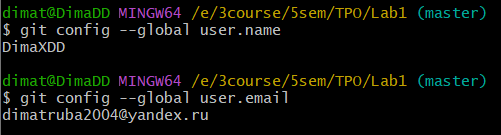 dimat@DimaDD MINGW64 /e/3course/5sem/TPO/Lab1 (master)
$ git config --global user.name
DimaXDD
dimat@DimaDD MINGW64 /e/3course/5sem/TPO/Lab1 (master)
$ git config --global user.email
dimatruba2004@yandex.ru